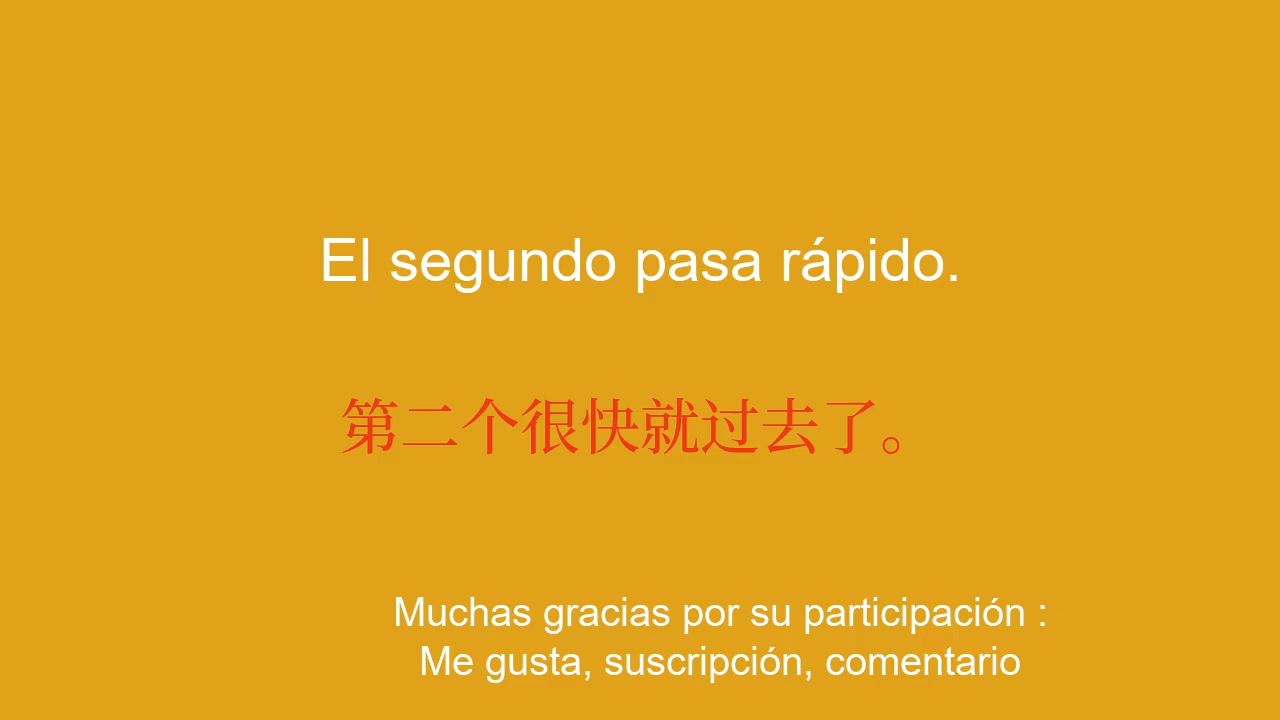 El segundo pasa rápido.
第二个很快就过去了。
Muchas gracias por su participación :
Me gusta, suscripción, comentario